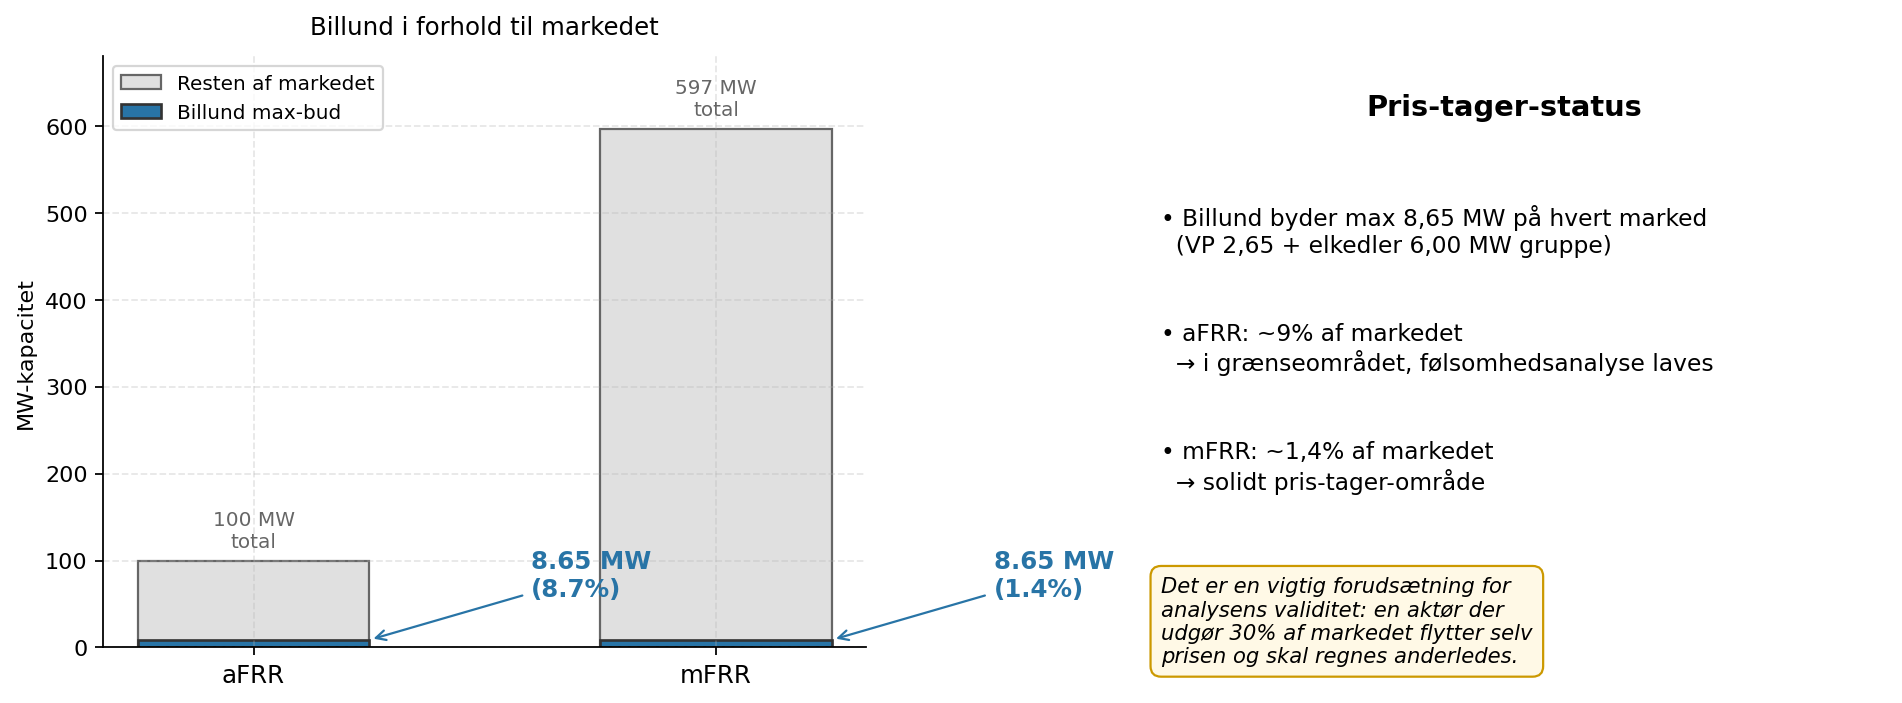 Billund i forhold til markedet
Resten af markedet
Billund max-bud
597 MW
total
100 MW
total
8.65 MW
(8.7%)
8.65 MW
(1.4%)
MW-kapacitet
600
500
400
300
200
100
0
aFRR
mFRR
Pris-tager-status
• Billund byder max 8,65 MW på hvert marked
(VP 2,65 + elkedler 6,00 MW gruppe)
• aFRR: ~9% af markedet
→ i grænseområdet, følsomhedsanalyse laves
• mFRR: ~1,4% af markedet
→ solidt pris-tager-område
Det er en vigtig forudsætning for
analysens validitet: en aktør der
udgør 30% af markedet flytter selv
prisen og skal regnes anderledes.